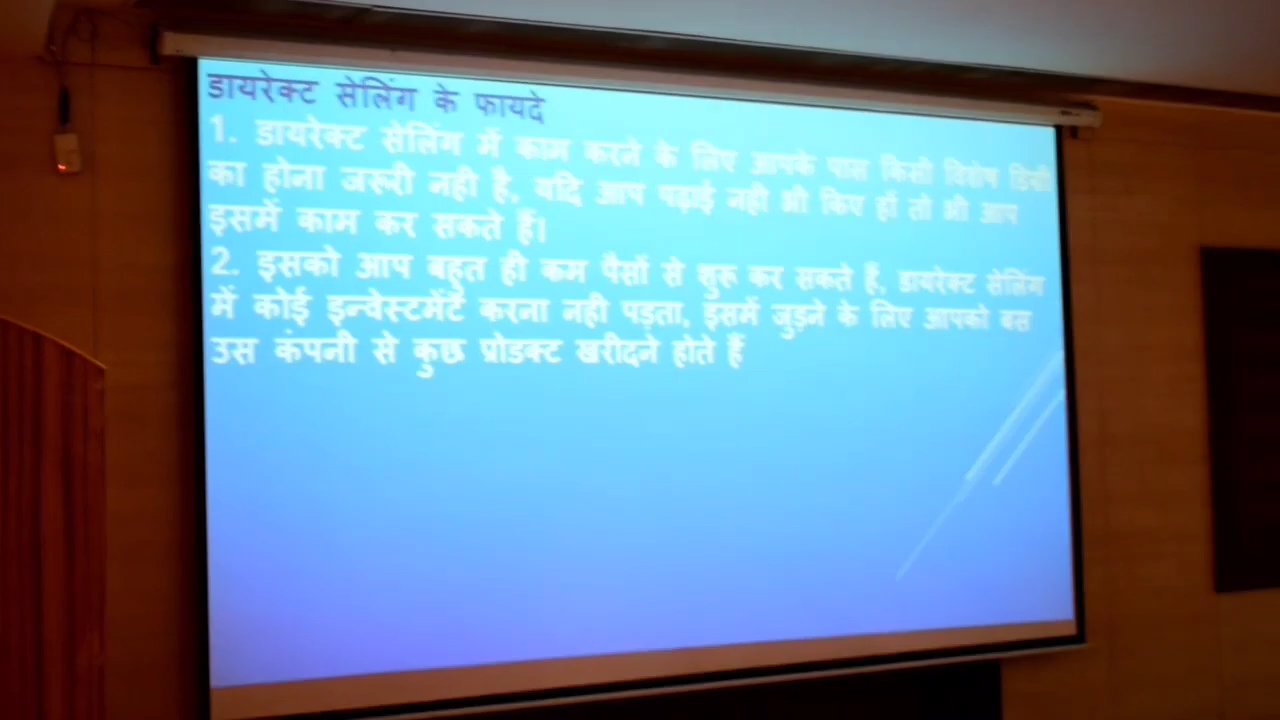 डायरेक्ट सेलिंग के फायदे
1. डायरेक्ट सेलिंग में काम करने के लिए आपके पास किसी विशेष डिग्री
का होना जरूरी नही है, यदि आप पढ़ाई नही भी किए हों तो भी आप
इसमें काम कर सकते हैं।
2. इसको आप बहुत ही कम पैसों से शुरू कर सकते हैं, डायरेक्ट सेलिंग
में कोई इन्वेस्टमेंटे करना नही पड़ता, इसमें जुड़ने के लिए आपको बस
उस कंपनी से कुछ प्रोडक्ट खरीदने होते हैं